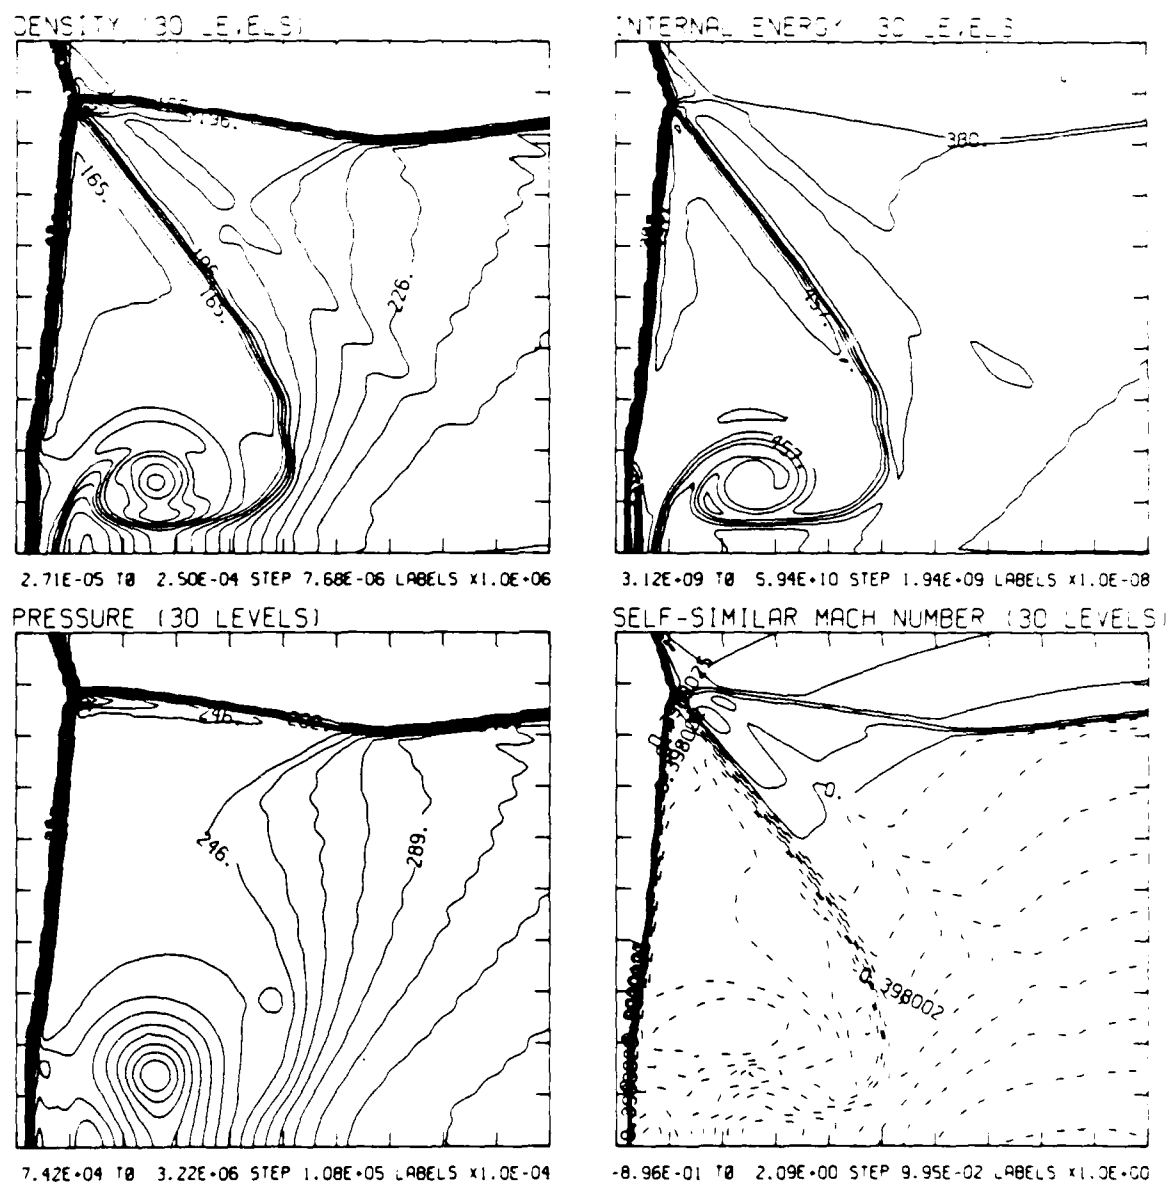 DENSITY (30 LEVELS)
196.
165.
196.
165.
226.
2.71E-05 TO 2.50E-04 STEP 7.68E-06 LABELS X1.0E+06
INTERNAL ENERGY 30 LEVELS
380.
457.
453.
3.12E+09 TO 5.94E+10 STEP 1.94E+09 LABELS X1.0E-08
PRESSURE (30 LEVELS)
246.
246.
289.
7.42E+04 TO 3.22E+06 STEP 1.08E+05 LABELS X1.0E-04
SELF-SIMILAR MACH NUMBER (30 LEVELS)
0.
0.398002
-8.96E-01 TO 2.09E+00 STEP 9.95E-02 LABELS X1.0E+00